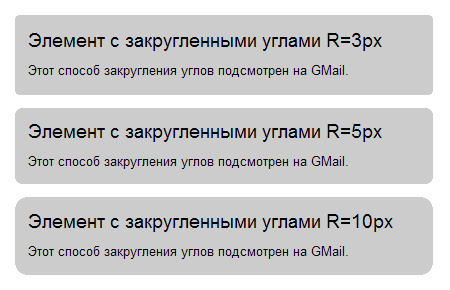 Элемент с закругленными углами R=3px
Этот способ закругления углов подсмотрен на GMail.
Элемент с закругленными углами R=5px
Этот способ закругления углов подсмотрен на GMail.
Элемент с закругленными углами R=10px
Этот способ закругления углов подсмотрен на GMail.